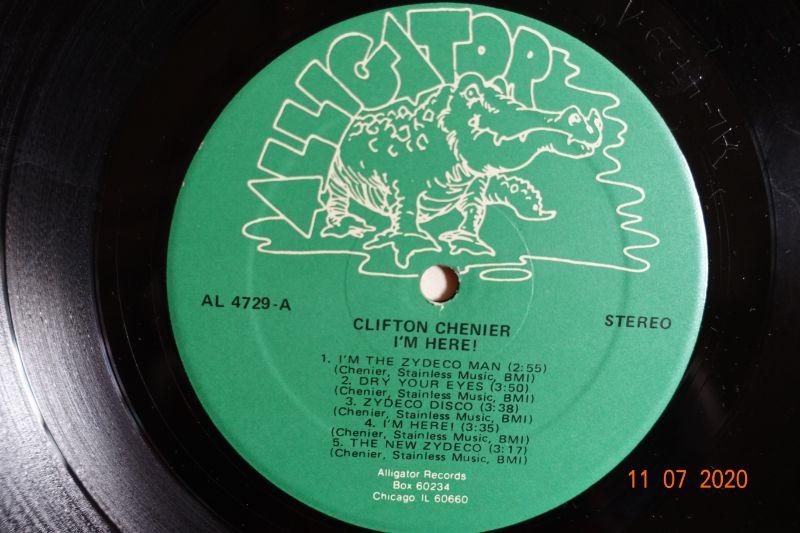 ALLIGATOR
AL 4729-A
STEREO
CLIFTON CHENIER
I'M HERE!
1. I'M THE ZYDECO MAN (2:55)
(Chenier, Stainless Music, BMI)
2. DRY YOUR EYES (3:50)
(Chenier, Stainless Music, BMI)
3. ZYDECO DISCO (3:38)
(Chenier, Stainless Music, BMI)
4. I'M HERE! (3:35)
(Chenier, Stainless Music, BMI)
5. THE NEW ZYDECO (3:17)
(Chenier, Stainless Music, BMI)
Alligator Records
Box 60234
Chicago, IL 60660
11 07 2020